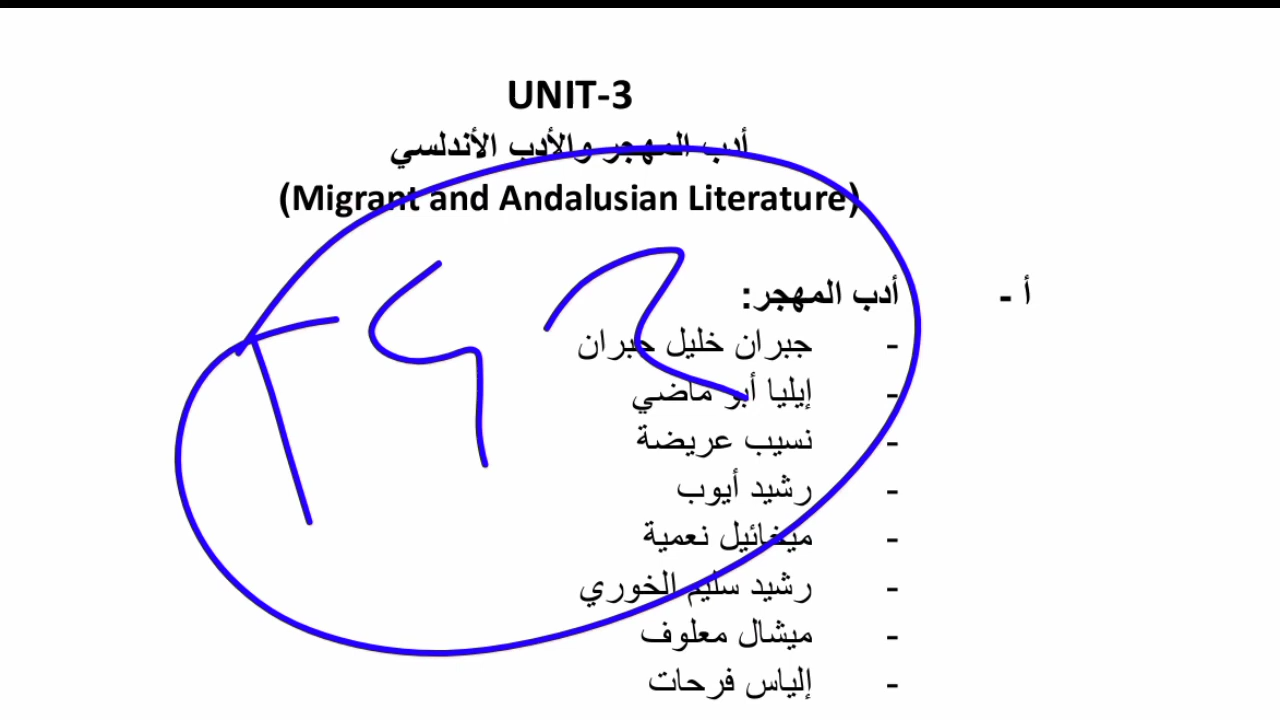 UNIT-3
أدب المهجر والأدب الأندلسي
(Migrant and Andalusian Literature)
أ - أدب المهجر:
- جبران خليل جبران
- إيليا أبو ماضي
- نسيب عريضة
- رشيد أيوب
- ميخائيل نعمية
- رشيد سليم الخوري
- ميشال معلوف
- إلياس فرحات